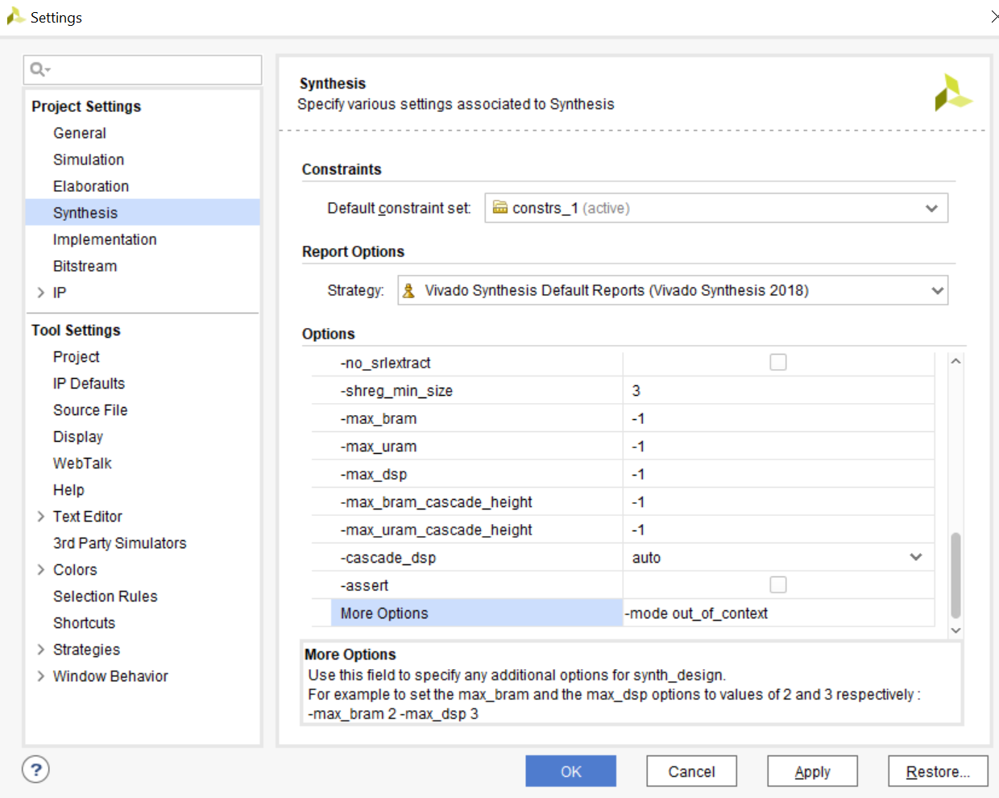 Settings
Project Settings
General
Simulation
Elaboration
Synthesis
Implementation
Bitstream
IP
Tool Settings
Project
IP Defaults
Source File
Display
WebTalk
Help
Text Editor
3rd Party Simulators
Colors
Selection Rules
Shortcuts
Strategies
Window Behavior
Synthesis
Specify various settings associated to Synthesis
Constraints
Default constraint set: constrs_1 (active)
Report Options
Strategy: Vivado Synthesis Default Reports (Vivado Synthesis 2018)
Options
-no_srlextract
-shreg_min_size 3
-max_bram -1
-max_uram -1
-max_dsp -1
-max_bram_cascade_height -1
-max_uram_cascade_height -1
-cascade_dsp auto
-assert
More Options -mode out_of_context
More Options
Use this field to specify any additional options for synth_design.
For example to set the max_bram and the max_dsp options to values of 2 and 3 respectively :
-max_bram 2 -max_dsp 3
?
OK Cancel Apply Restore...